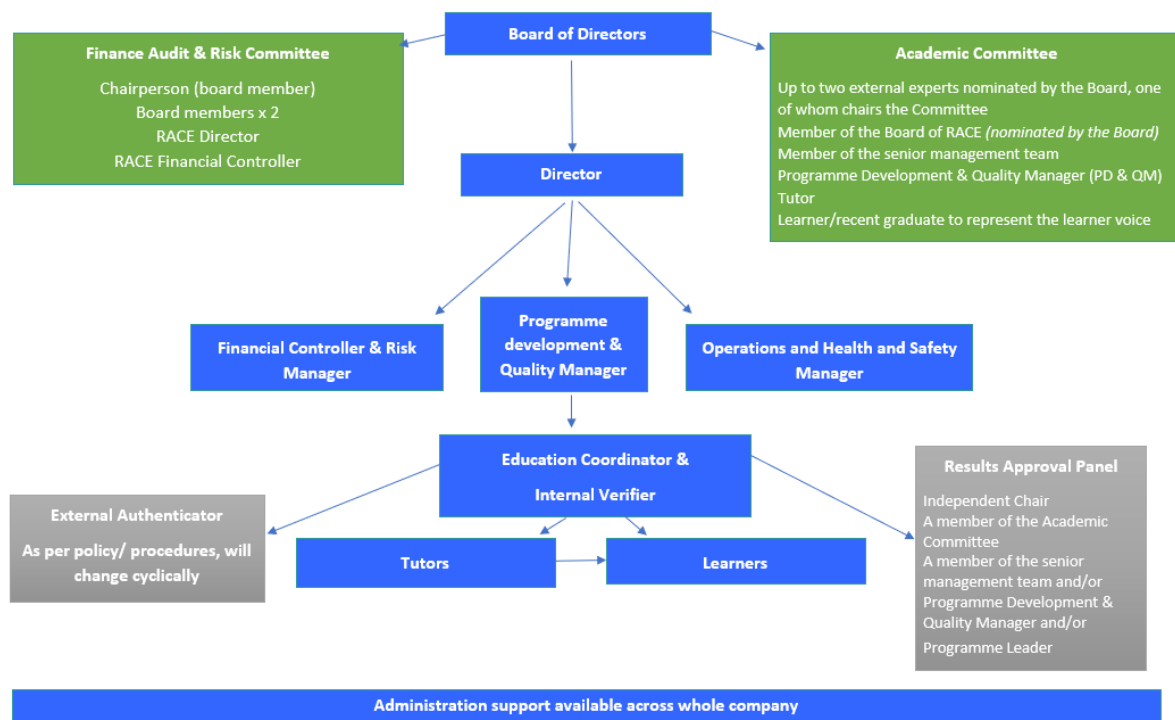 Board of Directors
Finance Audit & Risk Committee
Chairperson (board member)
Board members x 2
RACE Director
RACE Financial Controller
Academic Committee
Up to two external experts nominated by the Board, one
of whom chairs the Committee
Member of the Board of RACE (nominated by the Board)
Member of the senior management team
Programme Development & Quality Manager (PD & QM)
Tutor
Learner/recent graduate to represent the learner voice
Director
Financial Controller & Risk
Manager
Programme
development &
Quality Manager
Operations and Health and Safety
Manager
Education Coordinator &
Internal Verifier
External Authenticator
As per policy/ procedures, will
change cyclically
Tutors
Learners
Results Approval Panel
Independent Chair
A member of the Academic
Committee
A member of the senior
management team and/or
Programme Development &
Quality Manager and/or
Programme Leader
Administration support available across whole company